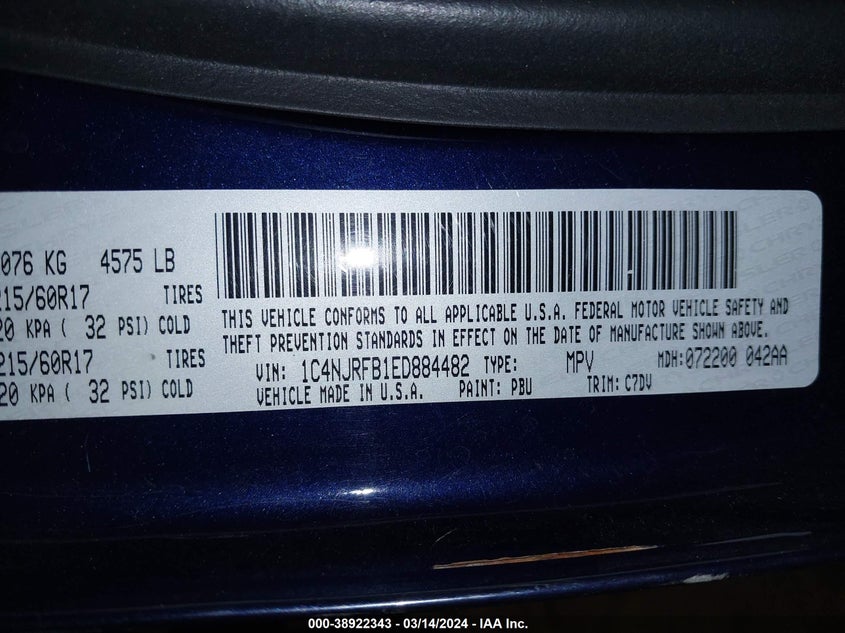 076 KG 4575 LB
215/60R17 TIRES
20 KPA ( 32 PSI) COLD
215/60R17 TIRES
20 KPA ( 32 PSI) COLD
THIS VEHICLE CONFORMS TO ALL APPLICABLE U.S.A. FEDERAL MOTOR VEHICLE SAFETY AND
THEFT PREVENTION STANDARDS IN EFFECT ON THE DATE OF MANUFACTURE SHOWN ABOVE.
VIN: 1C4NJRFB1ED884482 TYPE: MPV MDH:072200 042AA
VEHICLE MADE IN U.S.A. PAINT: PBU TRIM: C7DV
000-38922343 - 03/14/2024 - IAA Inc.